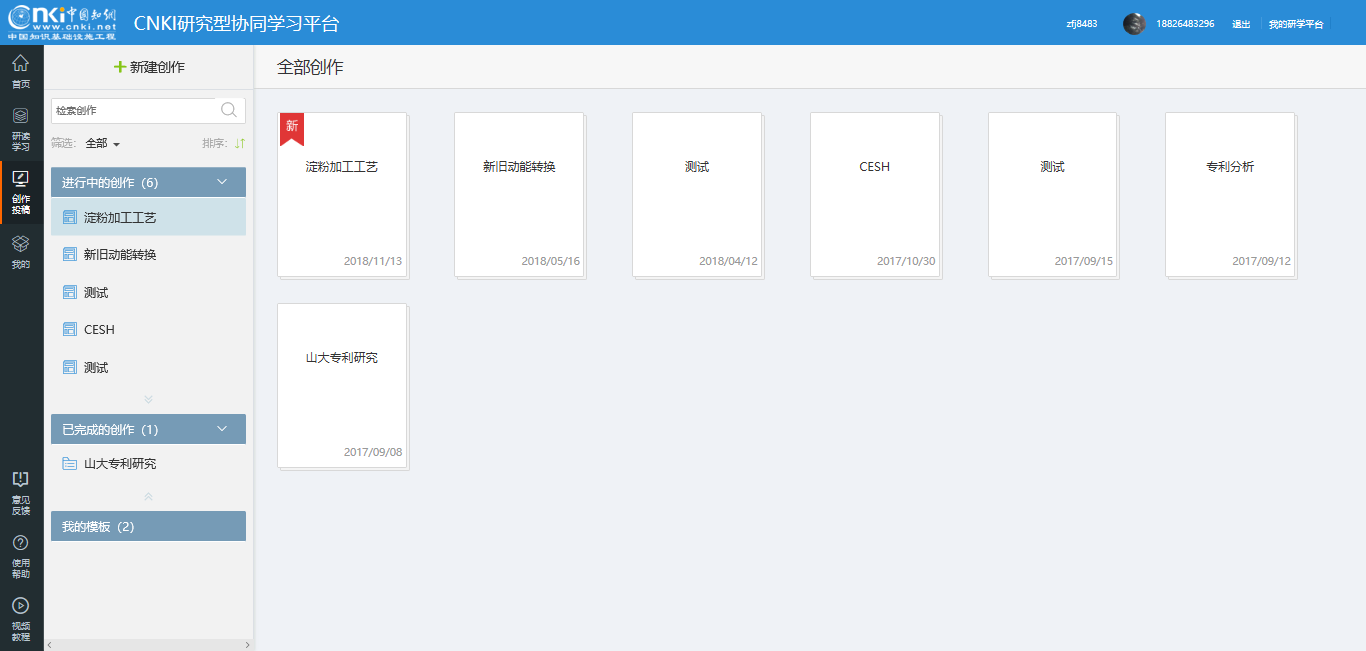 Cnki中国知网
www.cnki.net
中国知识基础设施工程
CNKI研究型协同学习平台
zfj8483
18826483296
退出
我的研学平台
首页
研读
学习
创作
投稿
我的
意见
反馈
使用
帮助
视频
教程
新建创作
检索创作
筛选: 全部
排序:
进行中的创作 (6)
淀粉加工工艺
新旧动能转换
测试
CESH
测试
已完成的创作 (1)
山大专利研究
我的模板 (2)
全部创作
新
淀粉加工工艺
2018/11/13
新旧动能转换
2018/05/16
测试
2018/04/12
CESH
2017/10/30
测试
2017/09/15
专利分析
2017/09/12
山大专利研究
2017/09/08